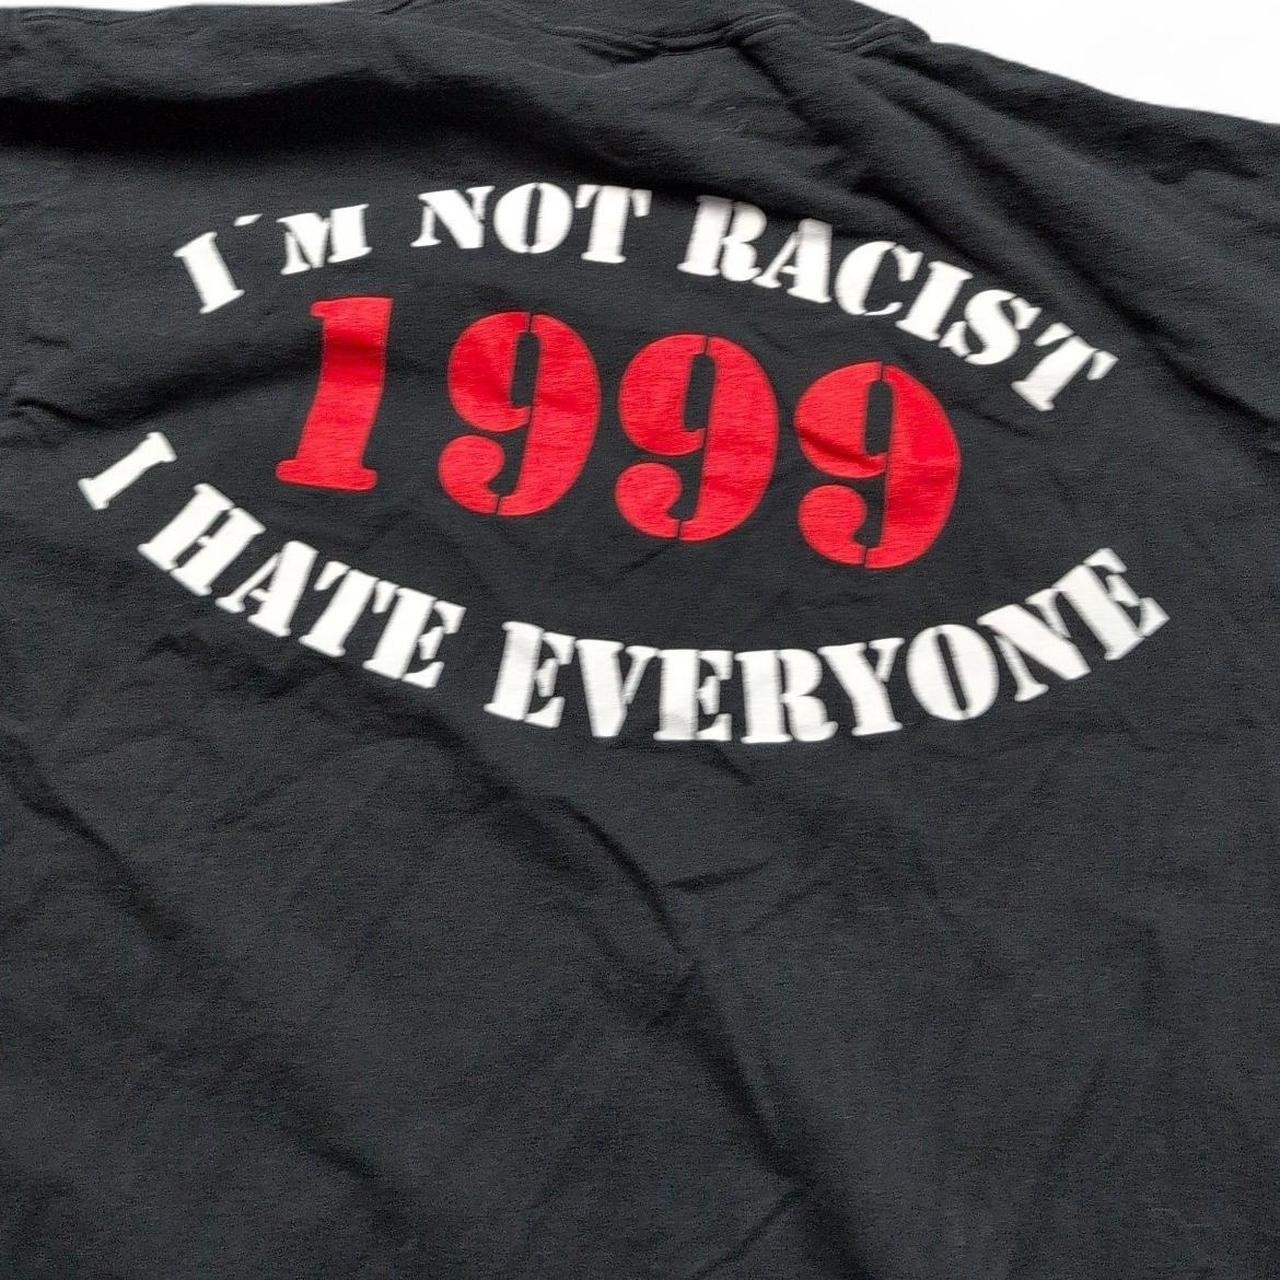 I´M NOT RACIST
1999
I HATE EVERYONE